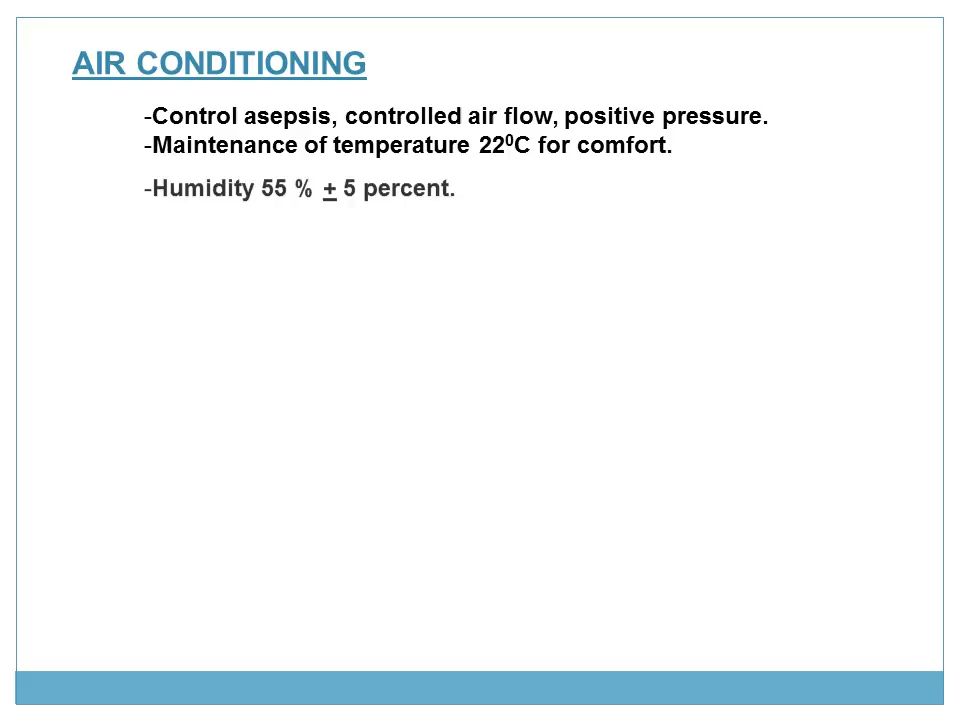 AIR CONDITIONING
-Control asepsis, controlled air flow, positive pressure.
-Maintenance of temperature 22⁰C for comfort.
-Humidity 55 % + 5 percent.